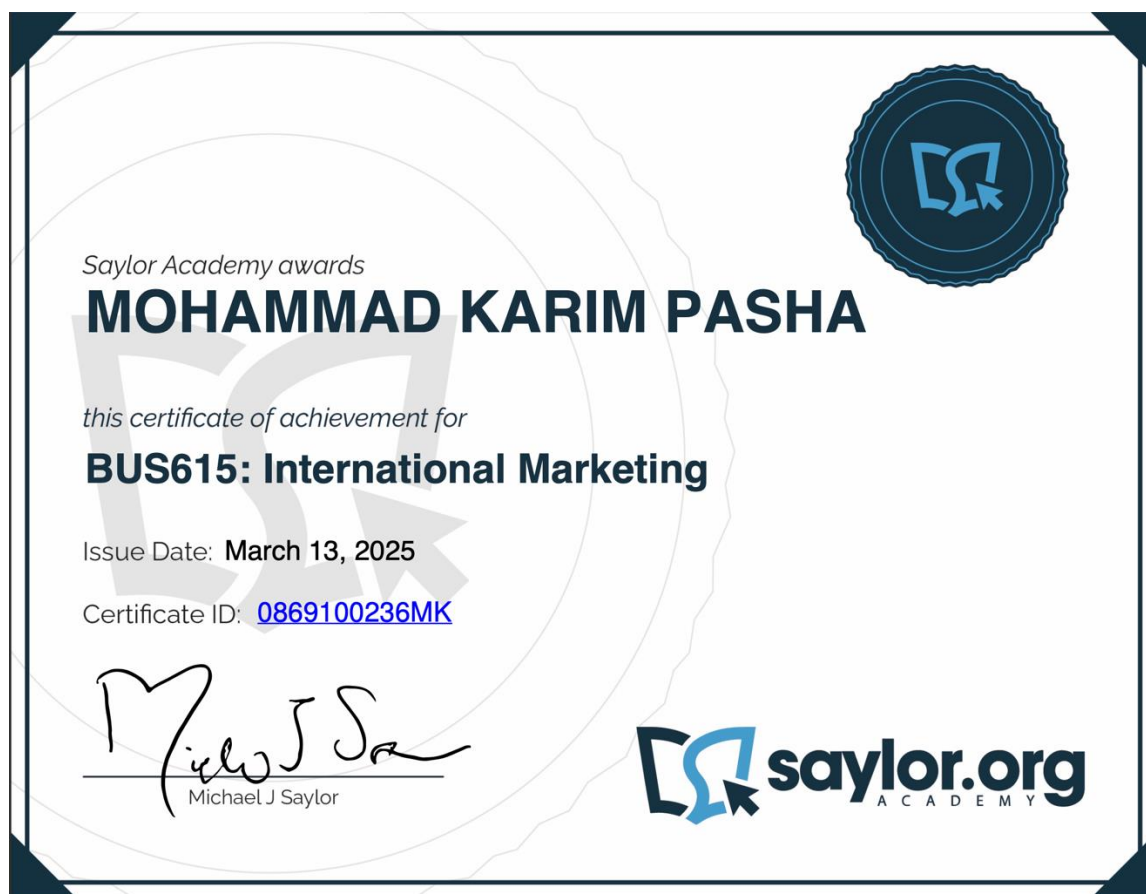 Saylor Academy awards
MOHAMMAD KARIM PASHA
this certificate of achievement for
BUS615: International Marketing
Issue Date: March 13, 2025
Certificate ID: 0869100236MK
Michael J Saylor
saylor.org
ACADEMY